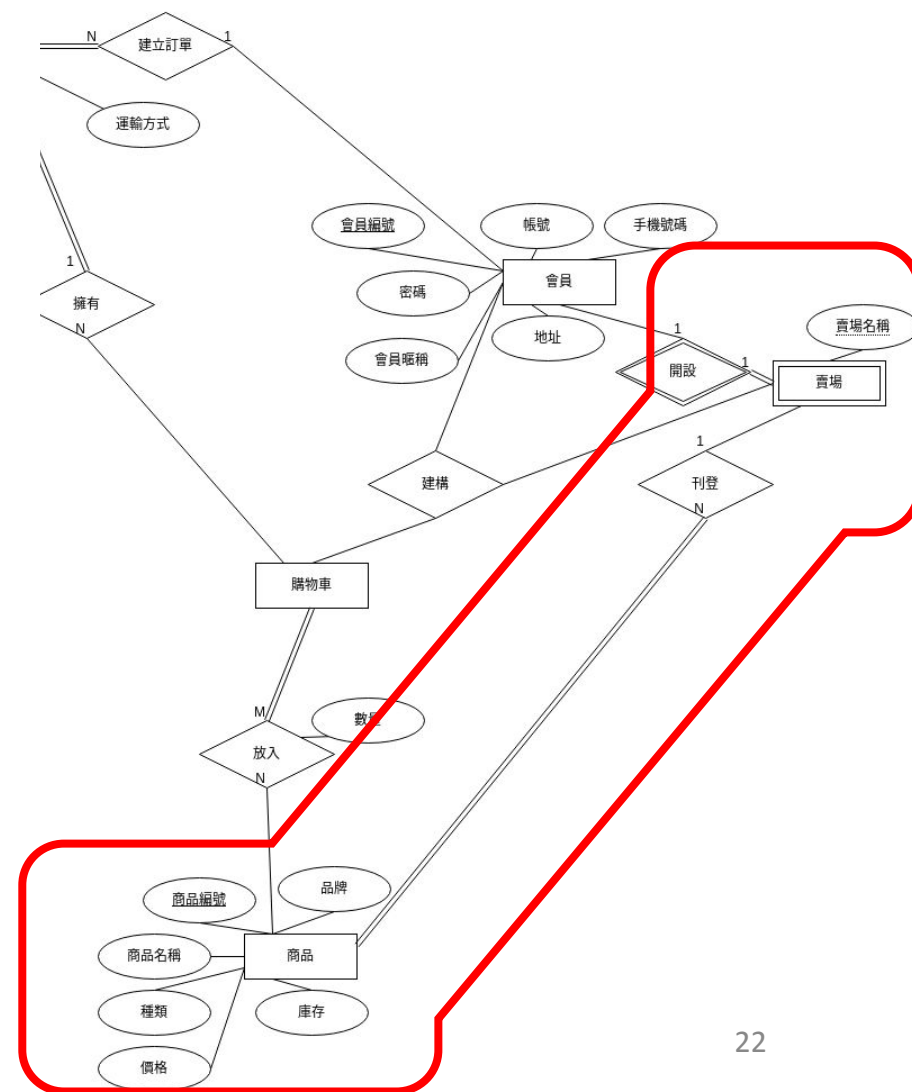 N
建立訂單
1
運輸方式
會員編號
帳號
手機號碼
1
擁有
N
密碼
會員
會員暱稱
地址
1
開設
1
賣場名稱
賣場
建構
1
刊登
N
購物車
M
數量
放入
N
商品編號
品牌
商品名稱
商品
種類
庫存
價格
22